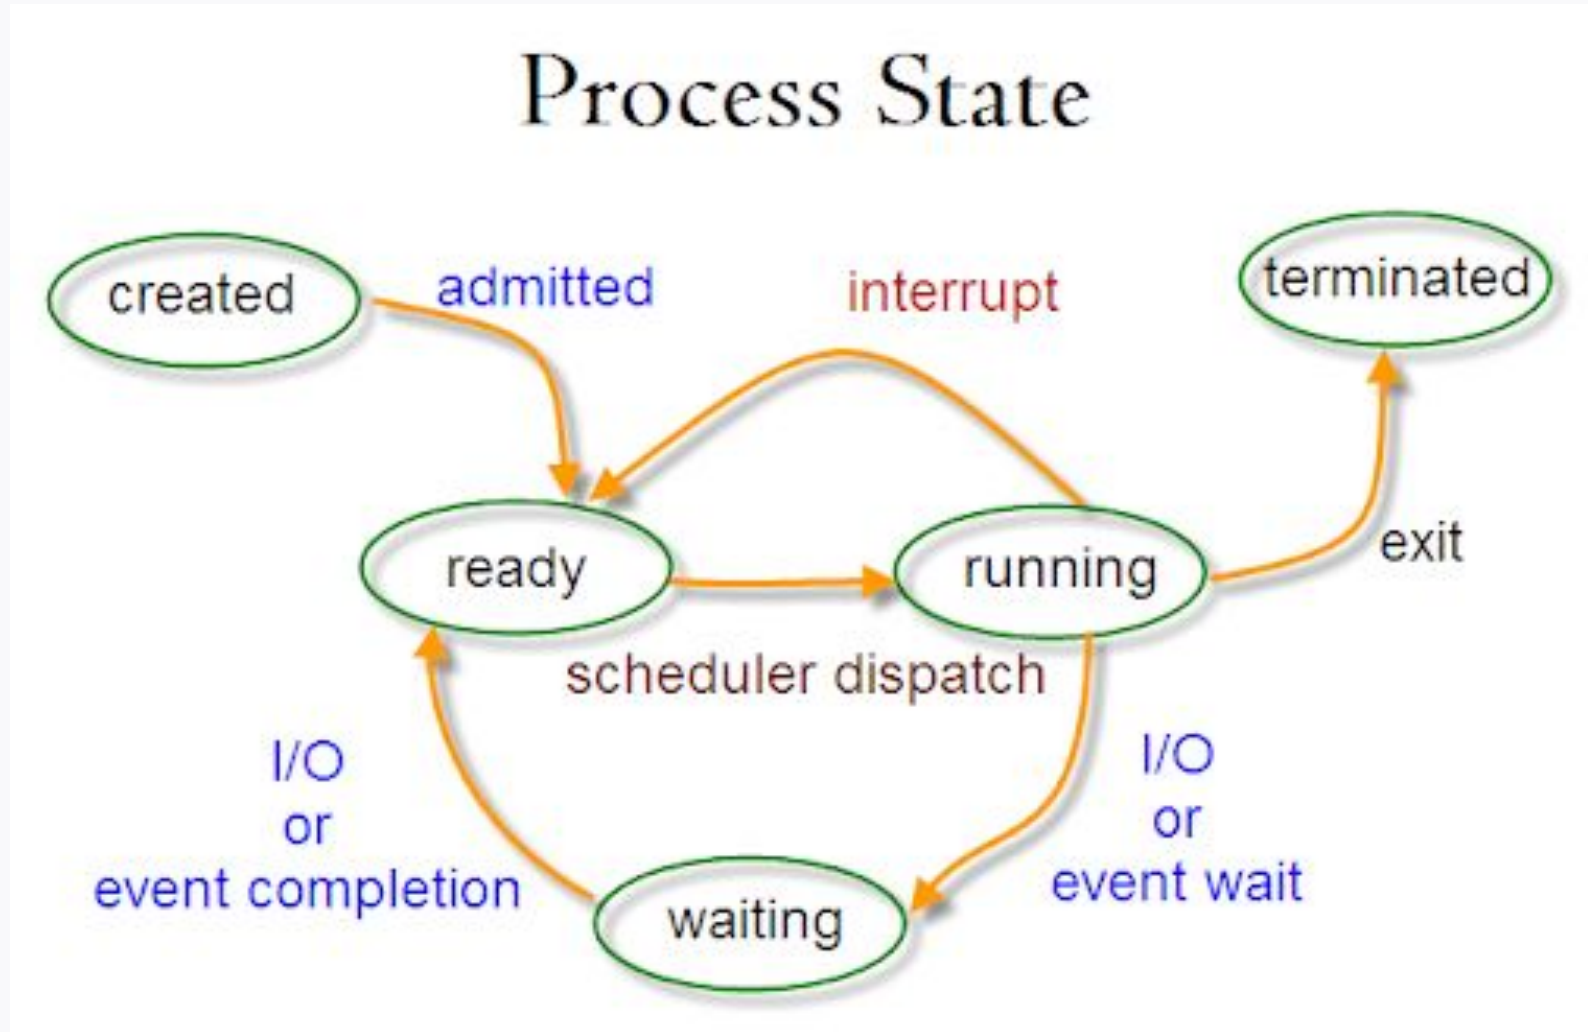 Process State
created
admitted
interrupt
terminated
ready
running
exit
scheduler dispatch
I/O
or
event completion
I/O
or
event wait
waiting